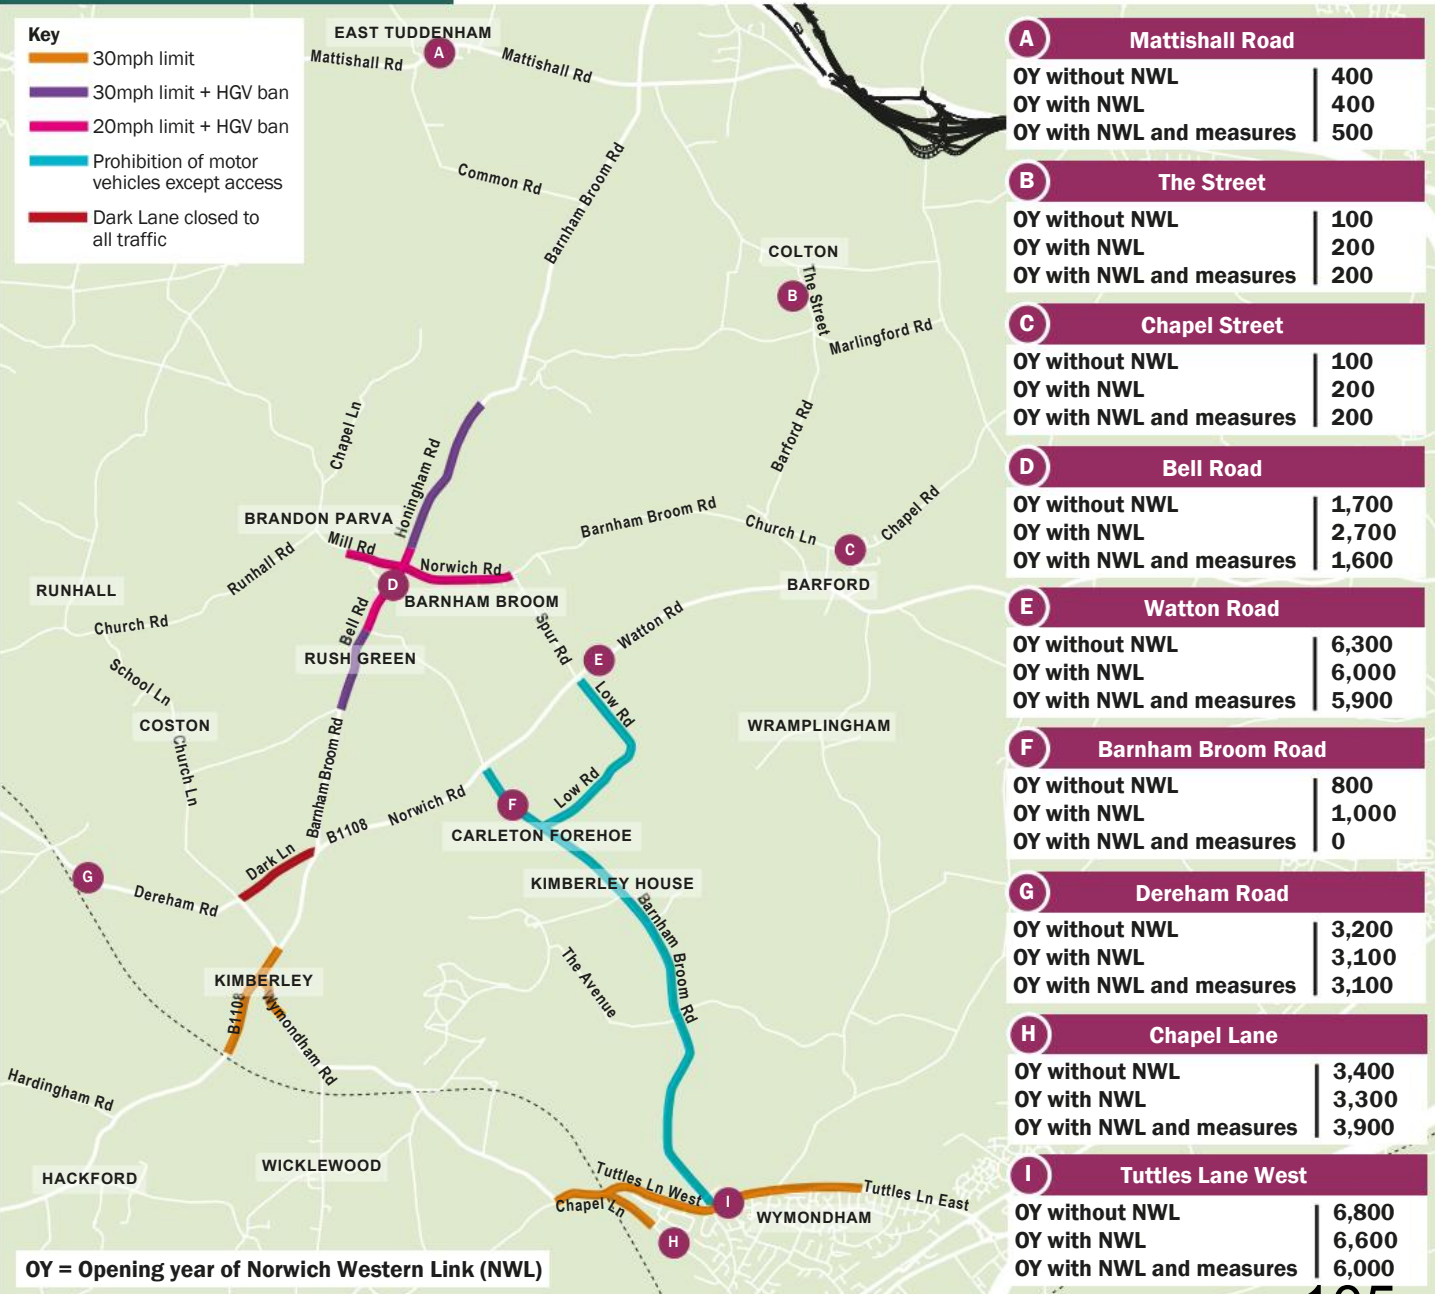 Key
30mph limit
30mph limit + HGV ban
20mph limit + HGV ban
Prohibition of motor
vehicles except access
Dark Lane closed to
all traffic
EAST TUDDENHAM
A
Mattishall Rd
Mattishall Rd
Common Rd
Barnham Broom Rd
COLTON
B
The Street
Marlingford Rd
Barford Rd
Chapel Ln
Honingham Rd
BRANDON PARVA
Mill Rd
Norwich Rd
Barnham Broom Rd
Church Ln
Chapel Rd
C
BARFORD
Runhall Rd
RUNHALL
D
BARNHAM BROOM
Church Rd
Bell Rd
Spur Rd
Watton Rd
E
RUSH GREEN
School Ln
Low Rd
COSTON
WRAMPLINGHAM
Church Ln
Barnham Broom Rd
Low Rd
Norwich Rd
F
B1108
CARLETON FOREHOE
Dark Ln
G
Dereham Rd
KIMBERLEY HOUSE
Barnham Broom Rd
The Avenue
KIMBERLEY
B1108
Wymondham Rd
Hardingham Rd
HACKFORD
WICKLEWOOD
Tuttles Ln West
Chapel Ln
I
Tuttles Ln East
WYMONDHAM
H
OY = Opening year of Norwich Western Link (NWL)
A Mattishall Road
OY without NWL 400
OY with NWL 400
OY with NWL and measures 500
B The Street
OY without NWL 100
OY with NWL 200
OY with NWL and measures 200
C Chapel Street
OY without NWL 100
OY with NWL 200
OY with NWL and measures 200
D Bell Road
OY without NWL 1,700
OY with NWL 2,700
OY with NWL and measures 1,600
E Watton Road
OY without NWL 6,300
OY with NWL 6,000
OY with NWL and measures 5,900
F Barnham Broom Road
OY without NWL 800
OY with NWL 1,000
OY with NWL and measures 0
G Dereham Road
OY without NWL 3,200
OY with NWL 3,100
OY with NWL and measures 3,100
H Chapel Lane
OY without NWL 3,400
OY with NWL 3,300
OY with NWL and measures 3,900
I Tuttles Lane West
OY without NWL 6,800
OY with NWL 6,600
OY with NWL and measures 6,000